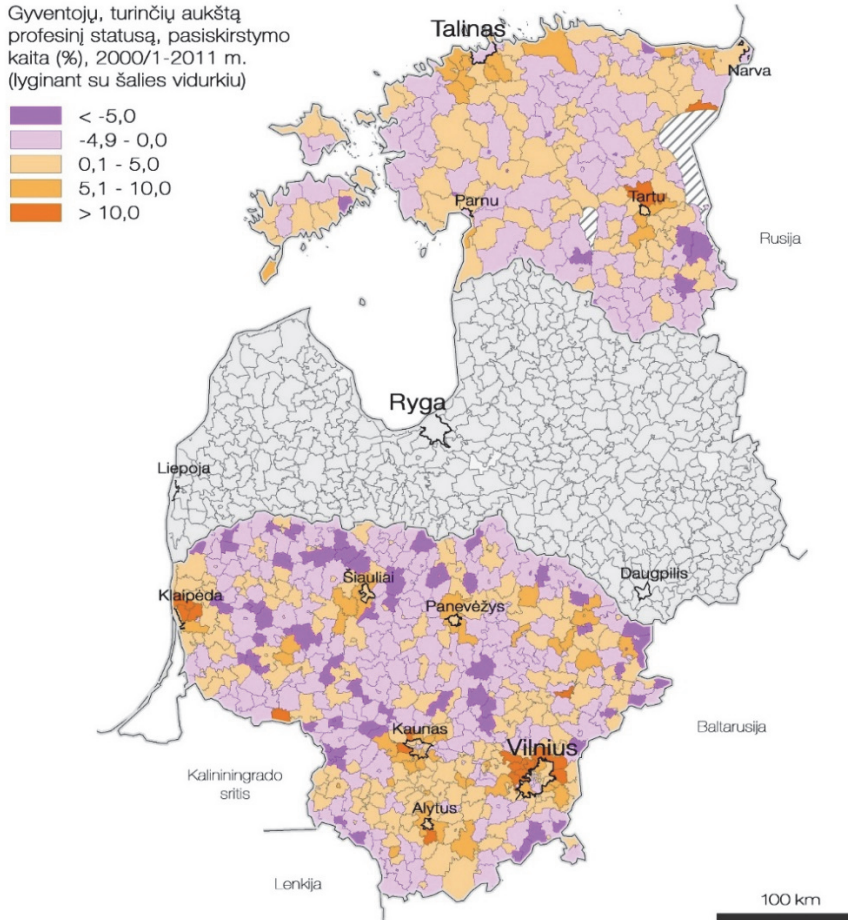 Gyventojų, turinčių aukštą
profesinį statusą, pasiskirstymo
kaita (%), 2000/1-2011 m.
(lyginant su šalies vidurkiu)
< -5,0
-4,9 - 0,0
0,1 - 5,0
5,1 - 10,0
> 10,0
Talinas
Narva
Parnu
Tartu
Rusija
Ryga
Liepoja
Daugpilis
Šiauliai
Klaipėda
Panevėžys
Kaunas
Vilnius
Baltarusija
Kalininingrado
sritis
Alytus
Lenkija
100 km